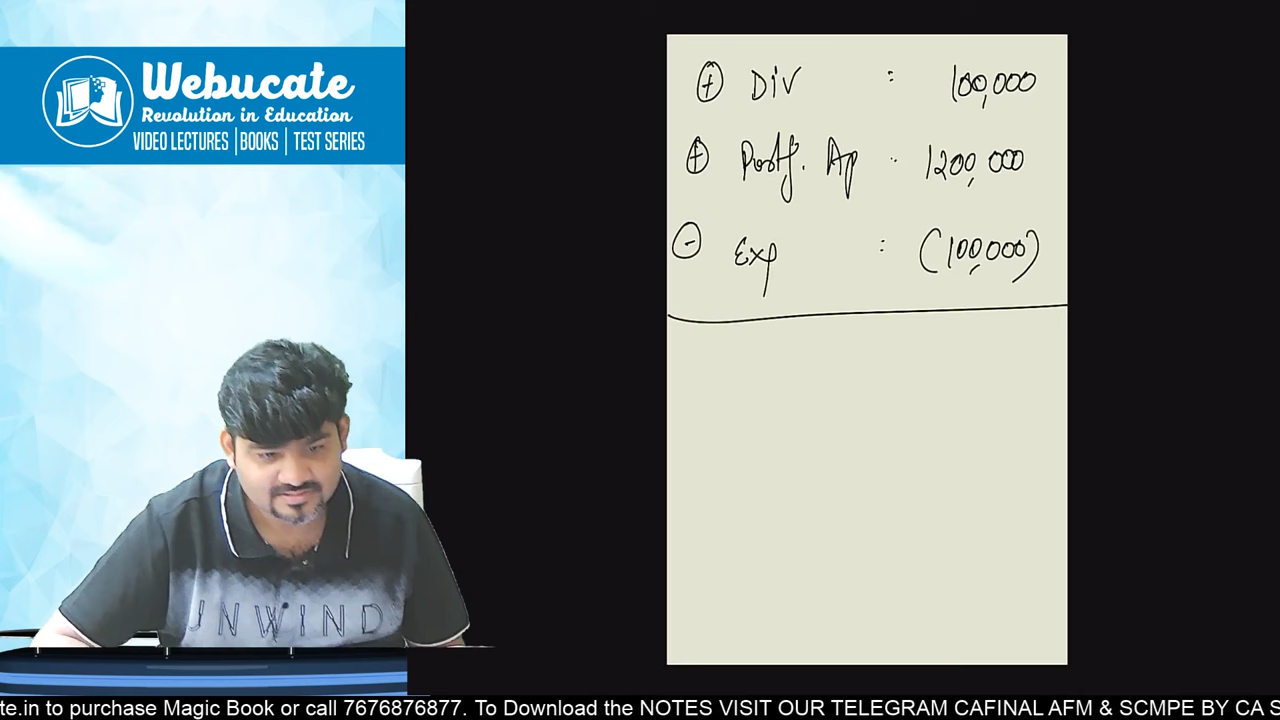 Webucate
Revolution in Education
VIDEO LECTURES | BOOKS | TEST SERIES
⊕ Div : 100,000
⊕ Portf. Ap : 1200,000
⊖ Exp : (100,000)
UNWIND
te.in to purchase Magic Book or call 7676876877. To Download the NOTES VISIT OUR TELEGRAM CAFINAL AFM & SCMPE BY CA S